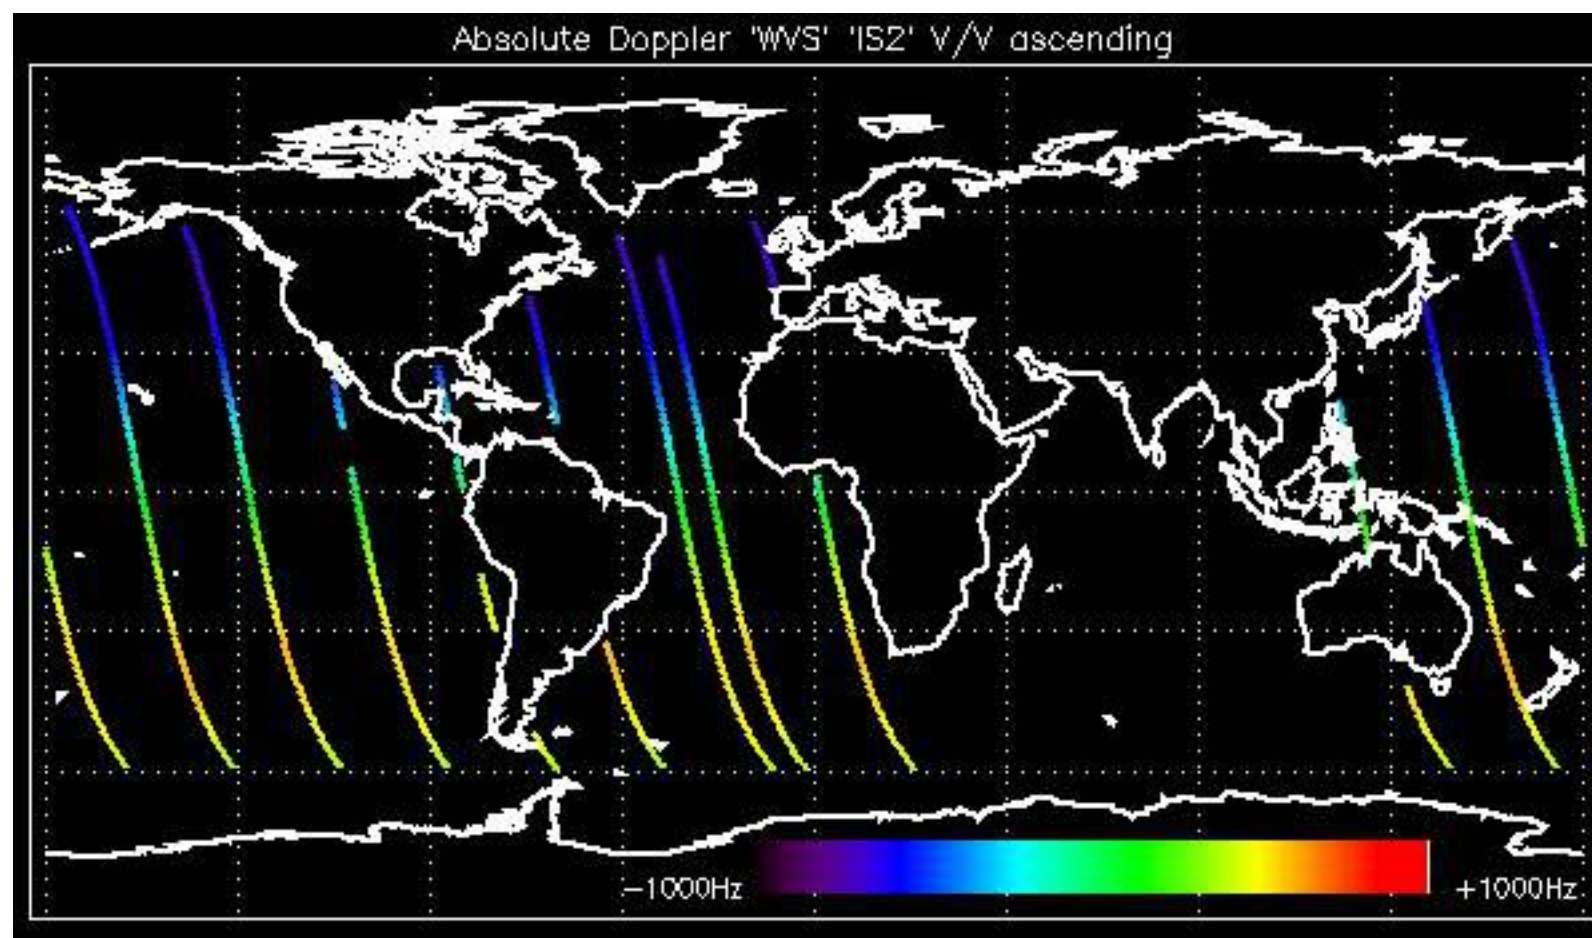 Absolute Doppler 'WVS' 'IS2' V/V ascending
-1000Hz +1000Hz